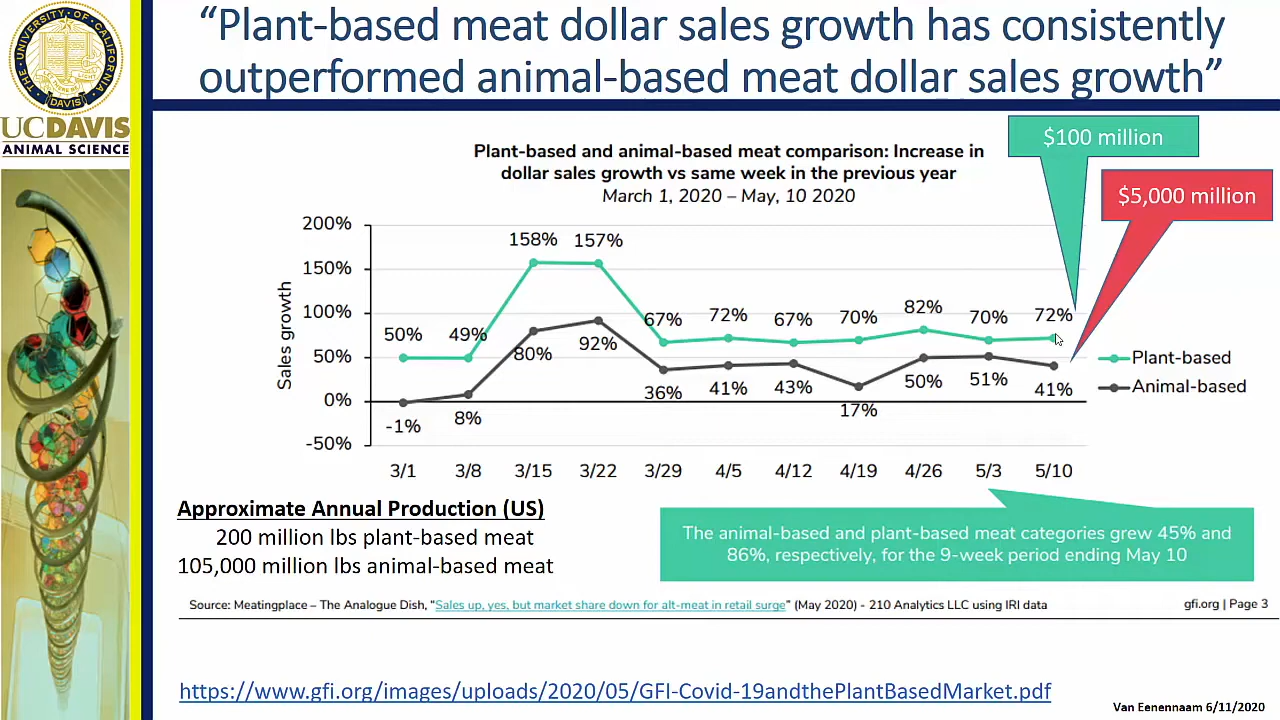 “Plant-based meat dollar sales growth has consistently
outperformed animal-based meat dollar sales growth”
THE UNIVERSITY OF CALIFORNIA
DAVIS
UCDAVIS
ANIMAL SCIENCE
$100 million
$5,000 million
Plant-based and animal-based meat comparison: Increase in
dollar sales growth vs same week in the previous year
March 1, 2020 – May, 10 2020
Sales growth
200%
150%
100%
50%
0%
-50%
50% 49% 158% 157% 67% 72% 67% 70% 82% 70% 72%
-1% 8% 80% 92% 36% 41% 43% 17% 50% 51% 41%
Plant-based
Animal-based
3/1 3/8 3/15 3/22 3/29 4/5 4/12 4/19 4/26 5/3 5/10
Approximate Annual Production (US)
200 million lbs plant-based meat
105,000 million lbs animal-based meat
The animal-based and plant-based meat categories grew 45% and
86%, respectively, for the 9-week period ending May 10
Source: Meatingplace – The Analogue Dish, “Sales up, yes, but market share down for alt-meat in retail surge” (May 2020) - 210 Analytics LLC using IRI data
gfi.org | Page 3
https://www.gfi.org/images/uploads/2020/05/GFI-Covid-19andthePlantBasedMarket.pdf
Van Eenennaam 6/11/2020